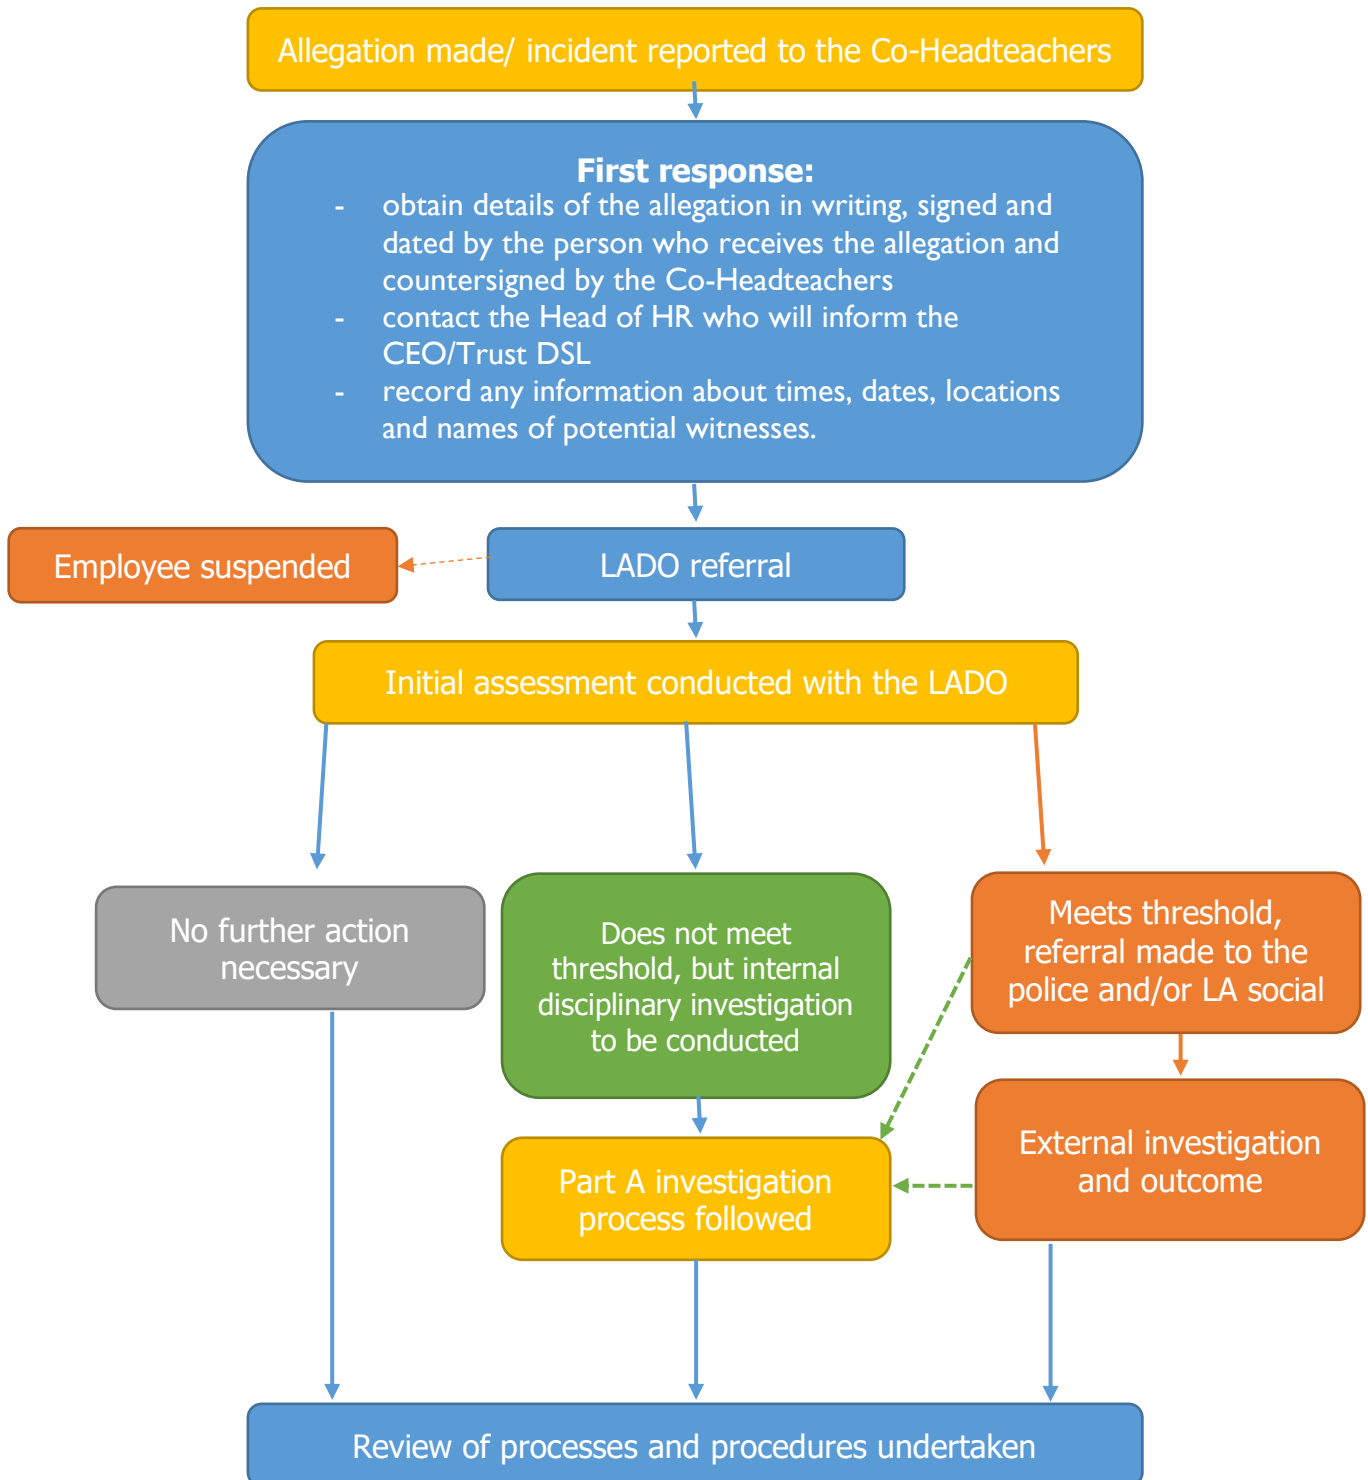 Allegation made/ incident reported to the Co-Headteachers
First response:
- obtain details of the allegation in writing, signed and
dated by the person who receives the allegation and
countersigned by the Co-Headteachers
- contact the Head of HR who will inform the
CEO/Trust DSL
- record any information about times, dates, locations
and names of potential witnesses.
Employee suspended
LADO referral
Initial assessment conducted with the LADO
No further action
necessary
Does not meet
threshold, but internal
disciplinary investigation
to be conducted
Meets threshold,
referral made to the
police and/or LA social
Part A investigation
process followed
External investigation
and outcome
Review of processes and procedures undertaken